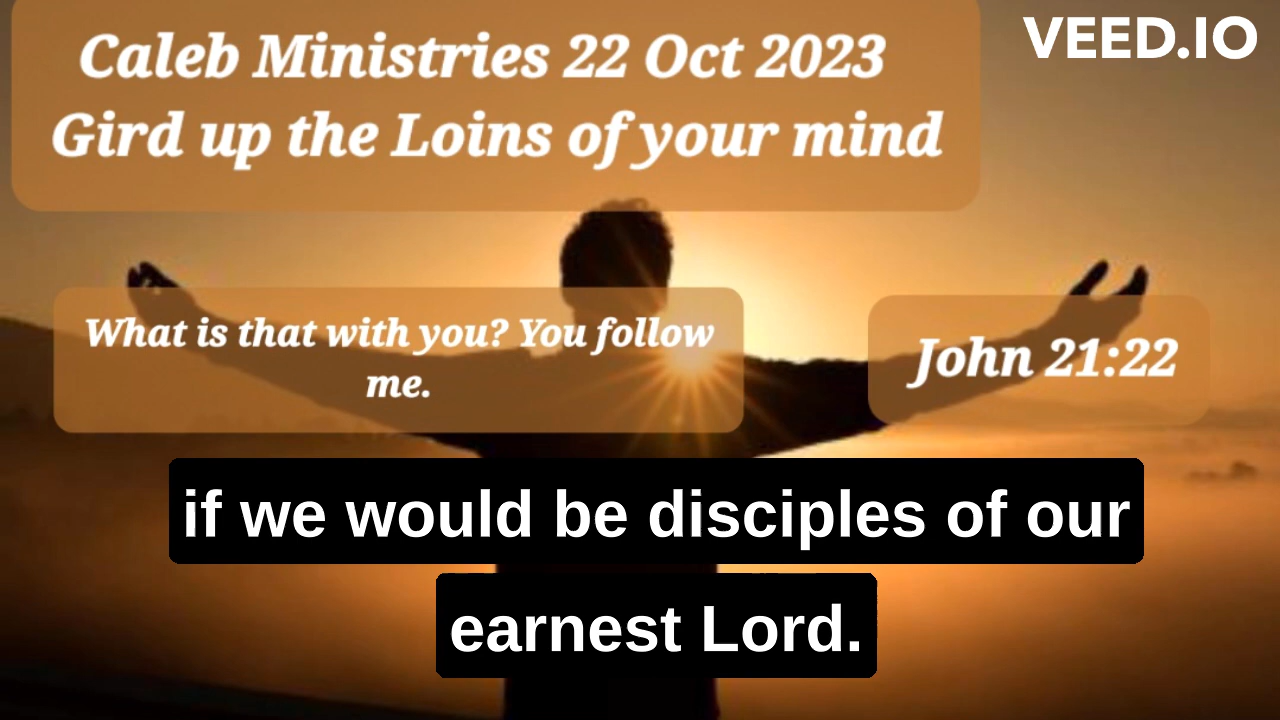 Caleb Ministries 22 Oct 2023
Gird up the Loins of your mind
VEED.IO
What is that with you? You follow
me.
John 21:22
if we would be disciples of our
earnest Lord.